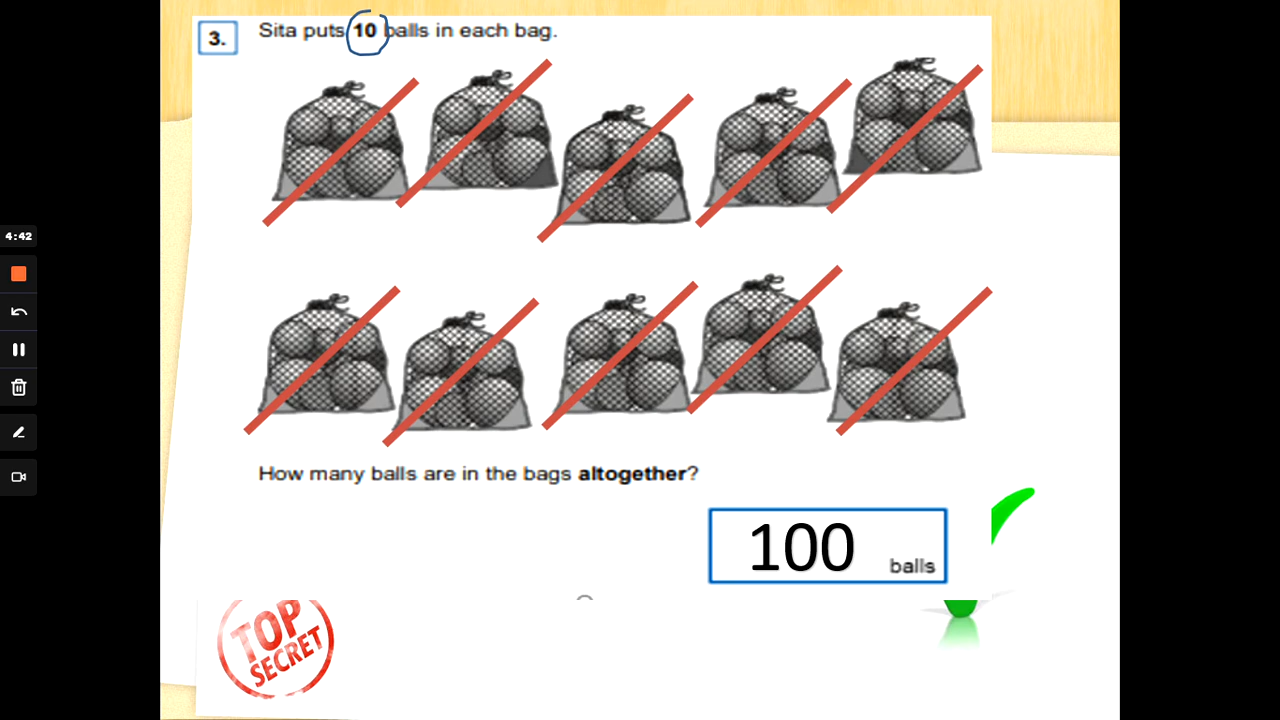 3.
Sita puts 10 balls in each bag.
4:42
How many balls are in the bags altogether?
100 balls
TOP
SECRET